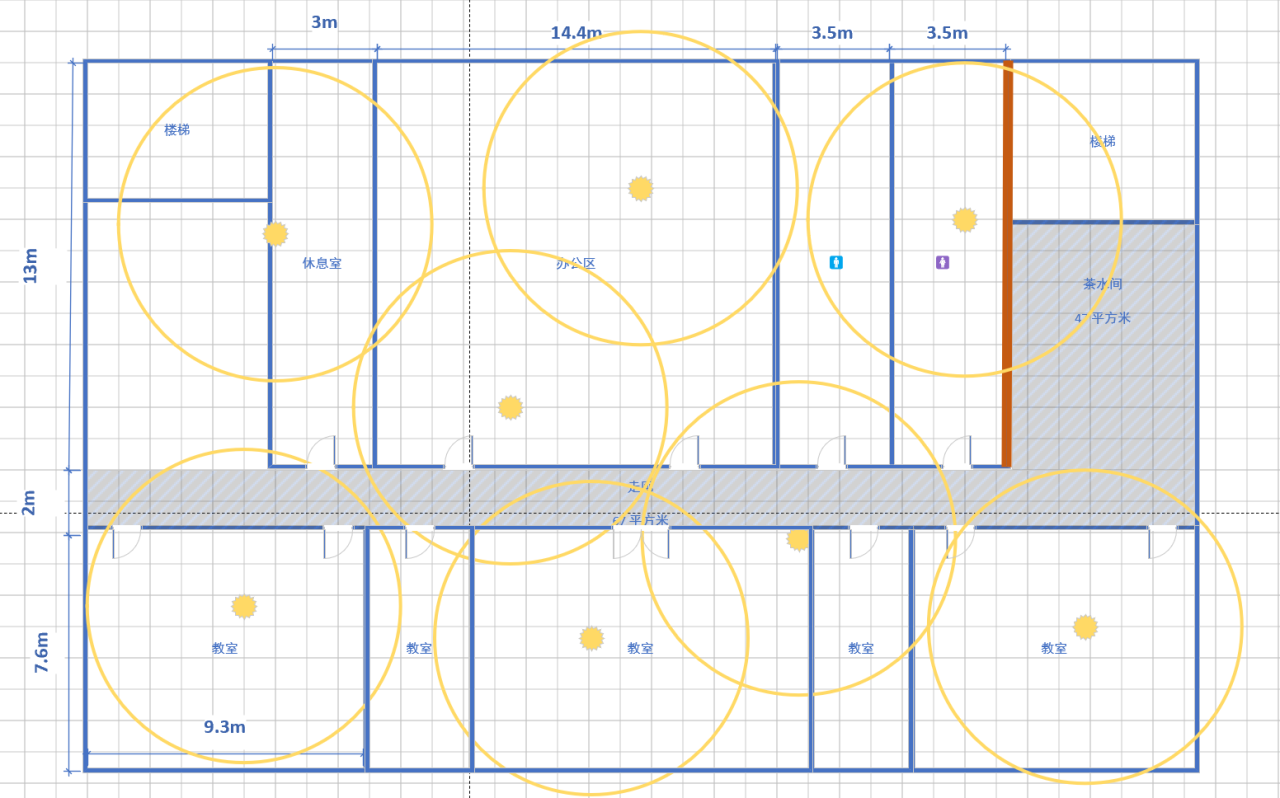 3m
14.4m
3.5m
3.5m
楼梯
楼梯
13m
休息室
办公区
茶水间
47平方米
2m
走廊
67平方米
7.6m
教室
教室
教室
教室
教室
9.3m